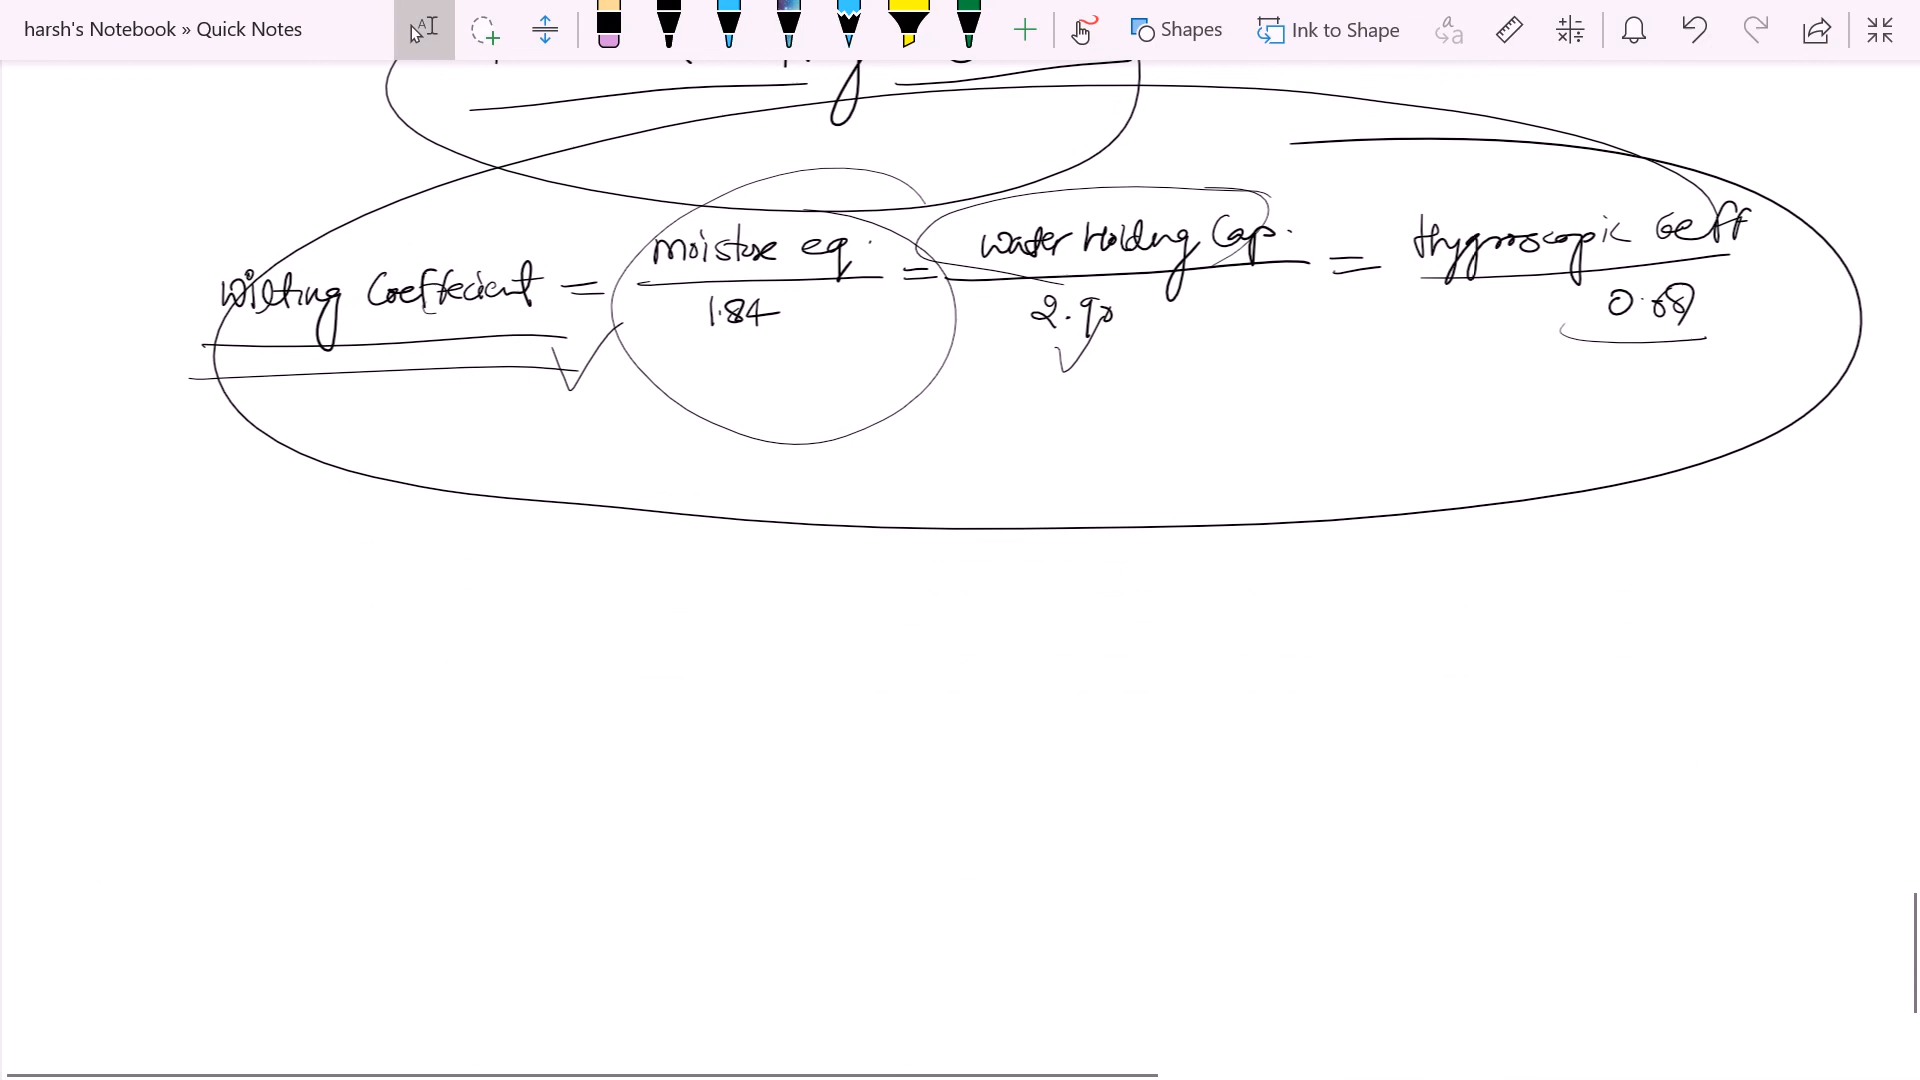 harsh's Notebook » Quick Notes Shapes Ink to Shape
Wilting Coeffecient = Moisture eq. / 1.84 = Water Holding Cap. / 2.90 = Hygroscopic Coeff / 0.68